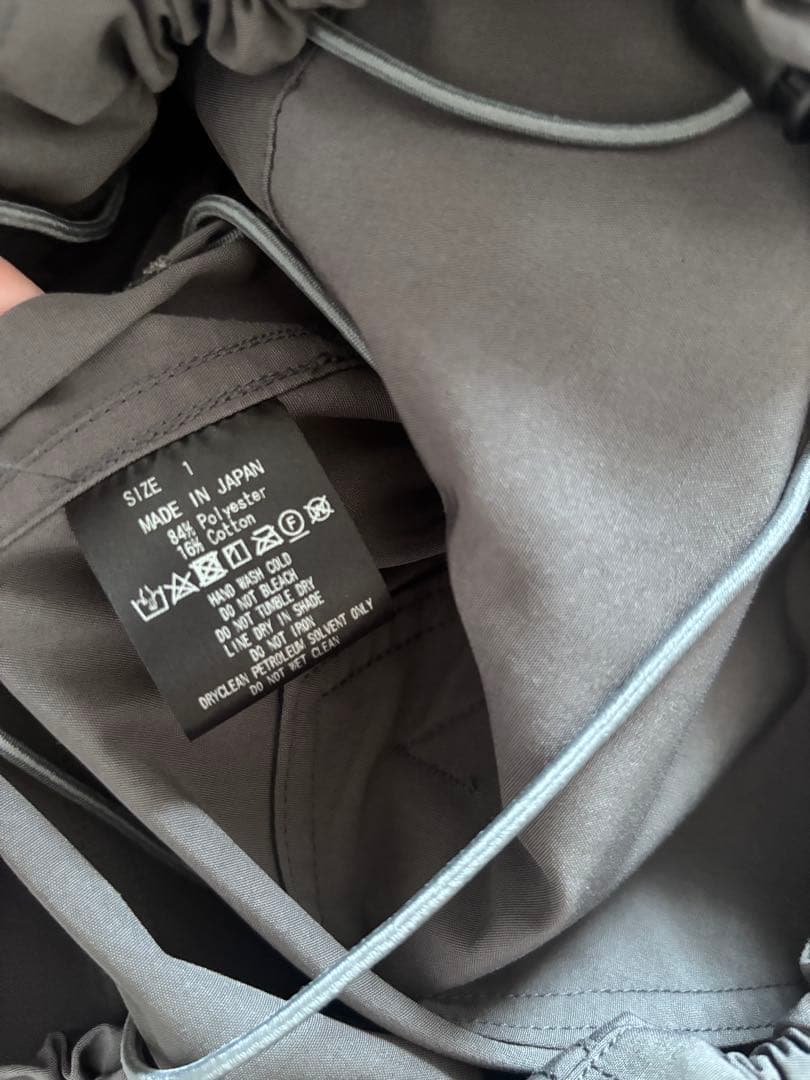 SIZE 1
MADE IN JAPAN
84% Polyester
16% Cotton
F W
HAND WASH COLD
DO NOT BLEACH
DO NOT TUMBLE DRY
LINE DRY IN SHADE
DO NOT IRON
DRYCLEAN PETROLEUM SOLVENT ONLY
DO NOT WET CLEAN